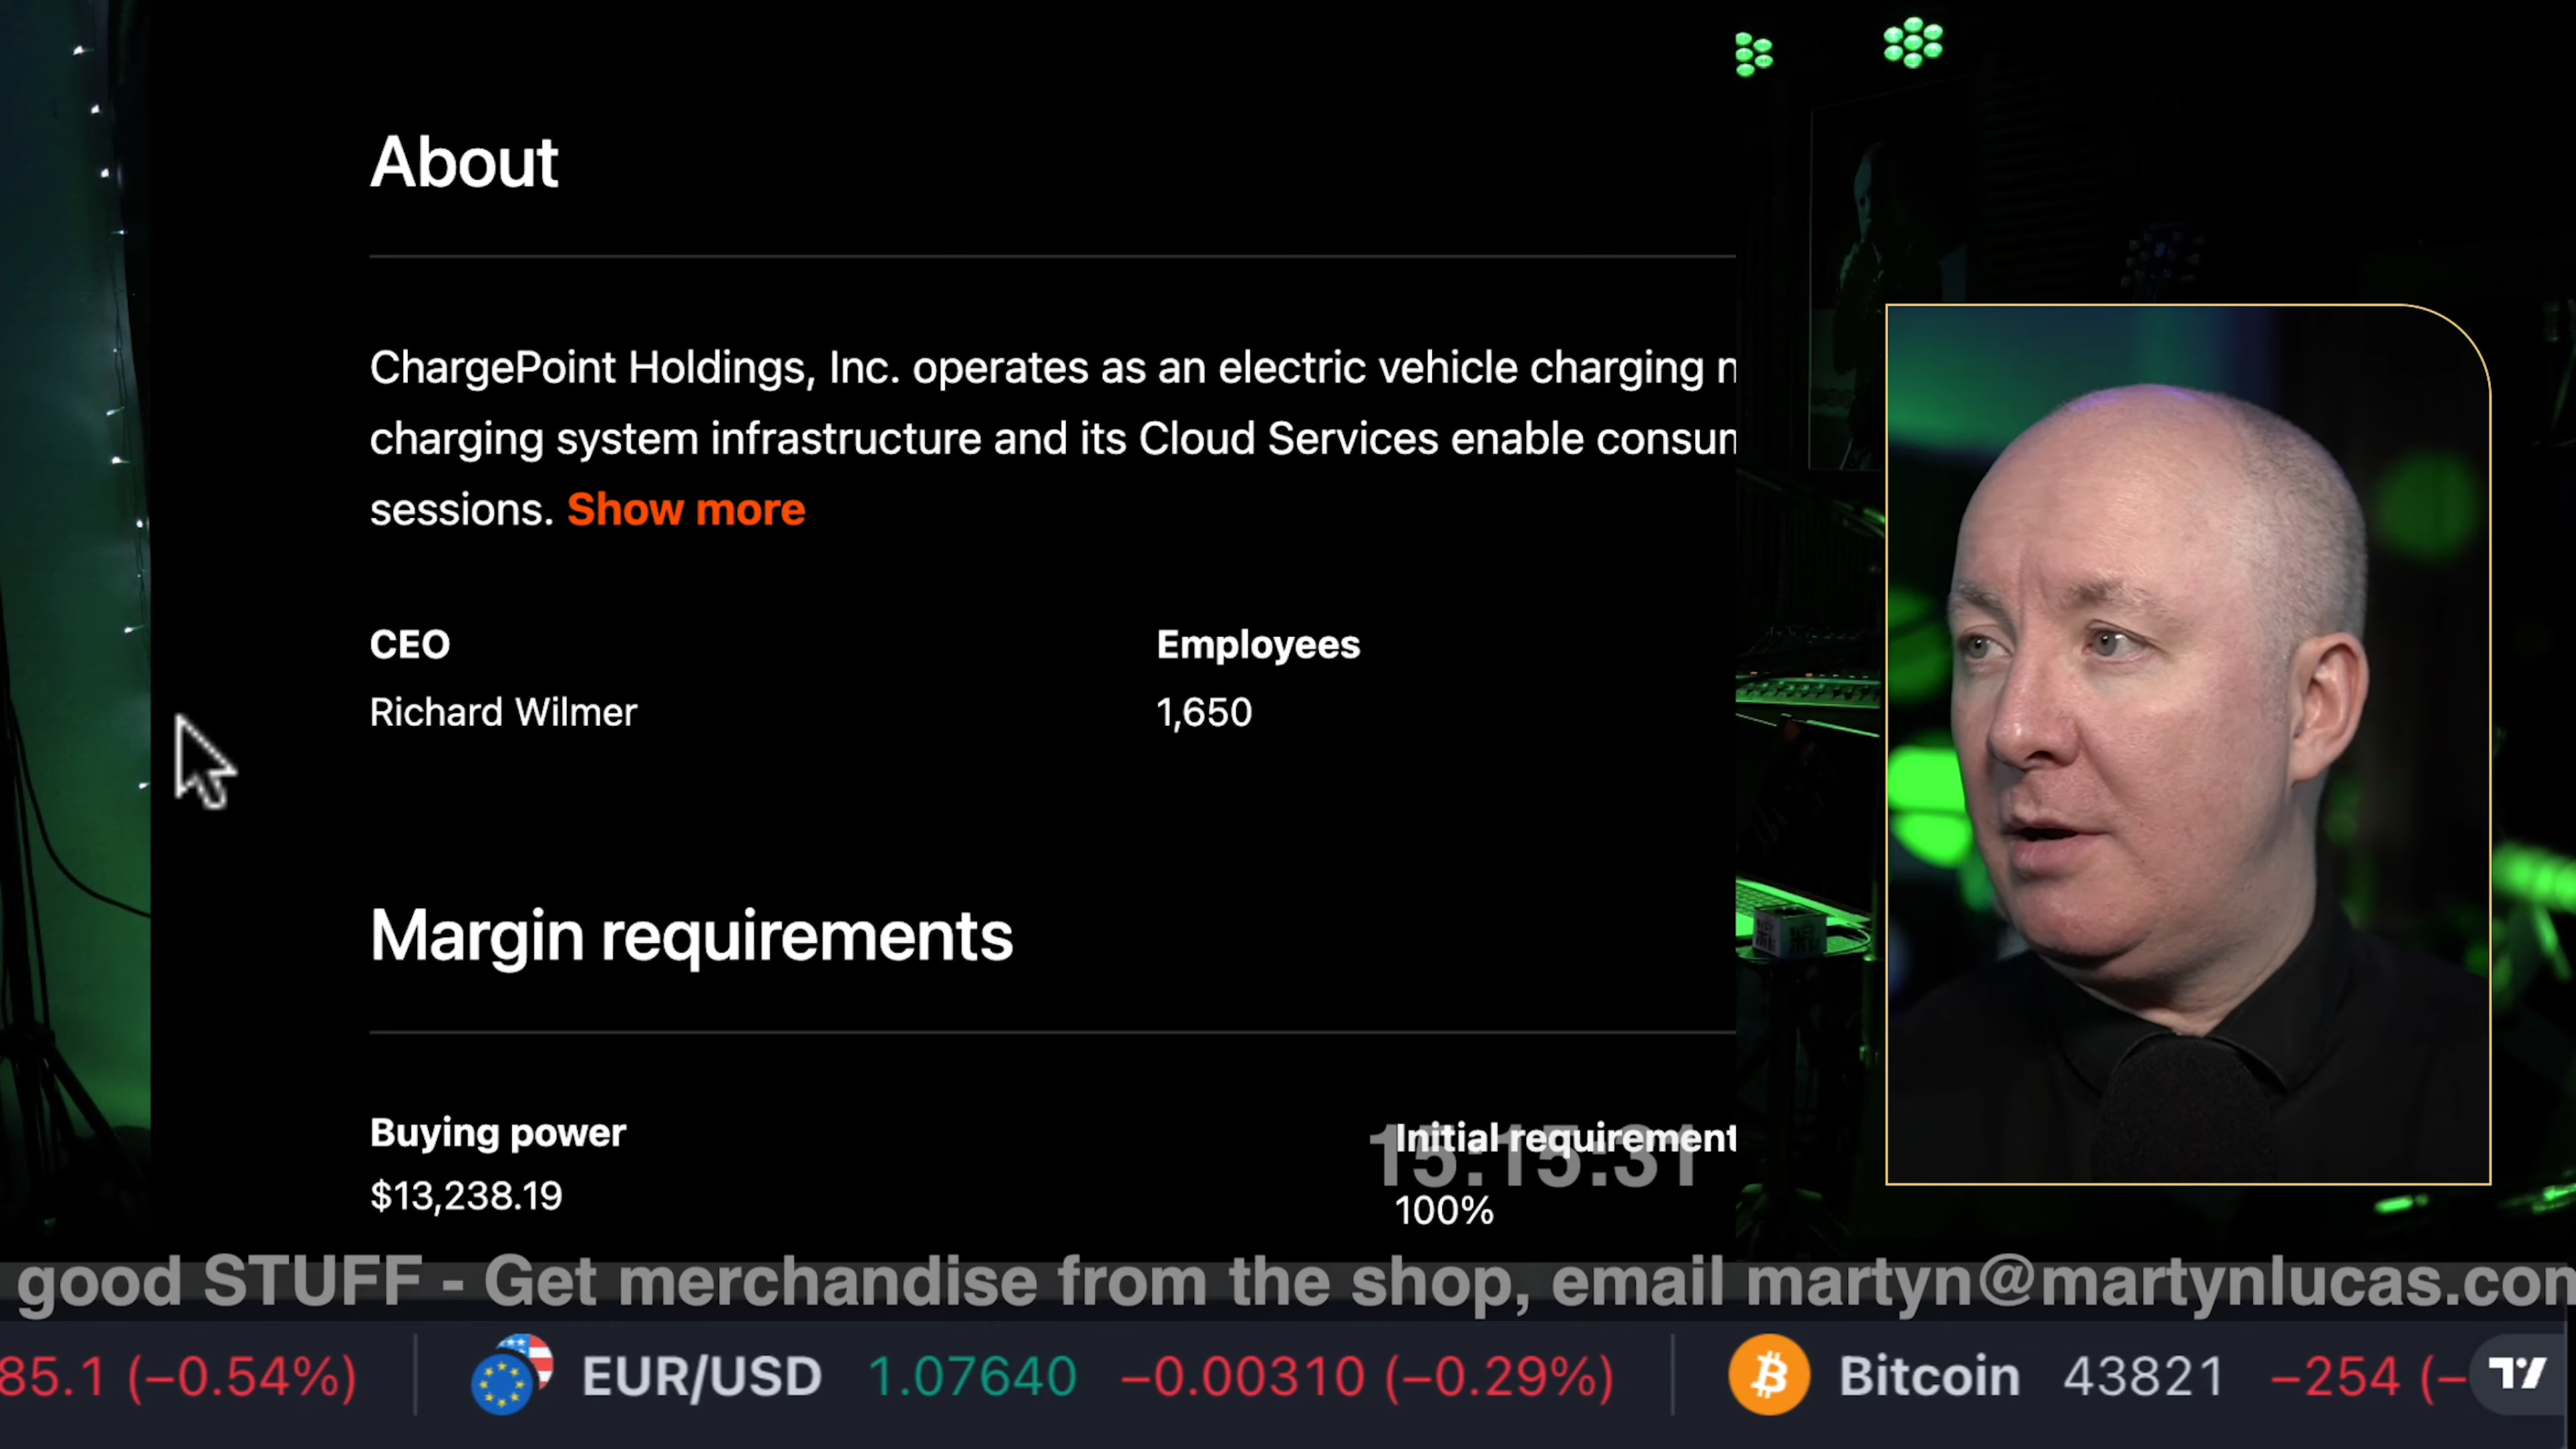 About
ChargePoint Holdings, Inc. operates as an electric vehicle charging
charging system infrastructure and its Cloud Services enable
sessions. Show more
CEO
Employees
Richard Wilmer
1,650
Margin requirements
Buying power
Initial requirement
$13,238.19
15:15:31
100%
good STUFF - Get merchandise from the shop, email martyn@martynlucas.com
85.1 (−0.54%)
EUR/USD 1.07640 −0.00310 (−0.29%)
Bitcoin 43821 −254 (−